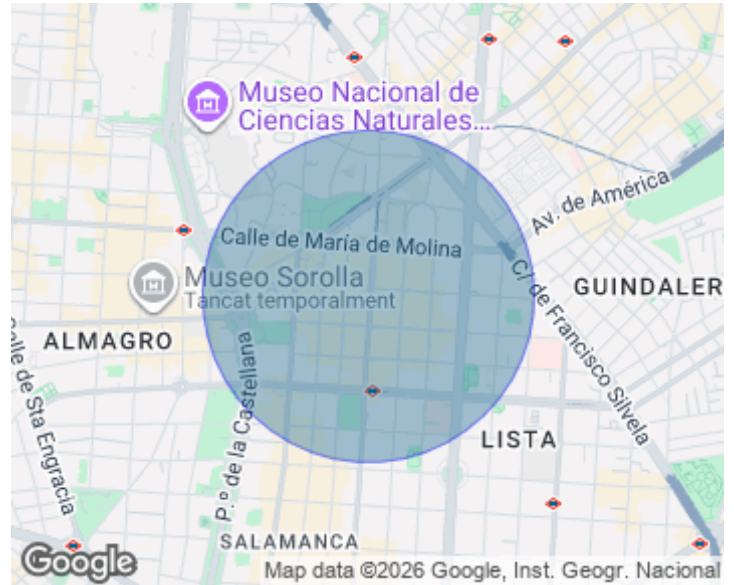 Museo Nacional de
Ciencias Naturales...
Av. de América
Calle de María de Molina
Museo Sorolla
Tancat temporalment
C/ de Francisco Silvela
GUINDALER
ALMAGRO
Calle de Sta Engracia
P.º de la Castellana
LISTA
SALAMANCA
Google
Map data ©2026 Google, Inst. Geogr. Nacional